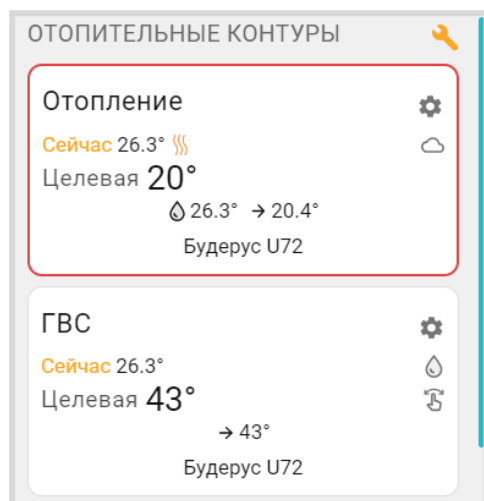 ОТОПИТЕЛЬНЫЕ КОНТУРЫ
Отопление
Сейчас 26.3°
Целевая 20°
26.3° → 20.4°
Будерус U72
ГВС
Сейчас 26.3°
Целевая 43°
→ 43°
Будерус U72